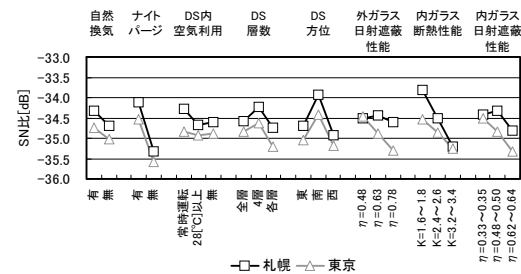 自然 ナイト DS内 DS DS 外ガラス 内ガラス 内ガラス
換気 パージ 空気利用 層数 方位 日射遮蔽 断熱性能 日射遮蔽
性能 性能
SN比[dB]
-33.0
-33.5
-34.0
-34.5
-35.0
-35.5
-36.0
有
無
有
無
常時運転
28[℃]以上
無
全層
4層
各層
東
南
西
η=0.48
η=0.63
η=0.78
K=1.6～1.8
K=2.4～2.6
K=3.2～3.4
η=0.33～0.35
η=0.48～0.50
η=0.62～0.64
札幌 東京